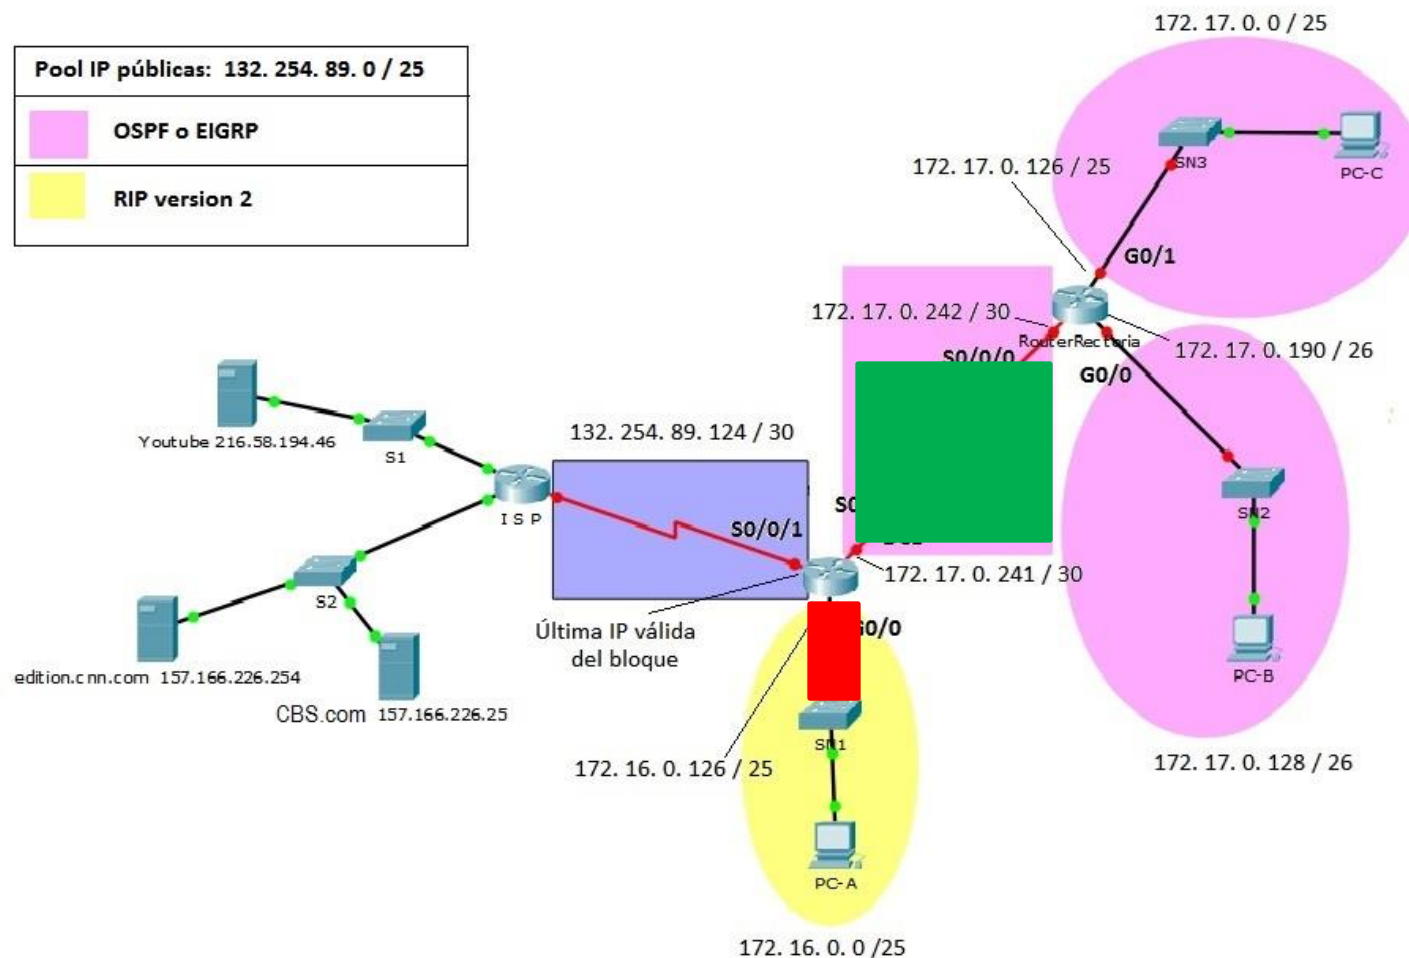 Pool IP públicas: 132. 254. 89. 0 / 25
OSPF o EIGRP
RIP version 2
172. 17. 0. 0 / 25
172. 17. 0. 126 / 25
SN3
PC-C
G0/1
172. 17. 0. 242 / 30
RouterRectoria
172. 17. 0. 190 / 26
S0/0/0
G0/0
Youtube 216.58.194.46
S1
132. 254. 89. 124 / 30
I S P
S0/0/1
SN2
172. 17. 0. 241 / 30
S2
Última IP válida
del bloque
G0/0
edition.cnn.com 157.166.226.254
CBS.com 157.166.226.25
PC-B
SN1
172. 16. 0. 126 / 25
172. 17. 0. 128 / 26
PC-A
172. 16. 0. 0 /25